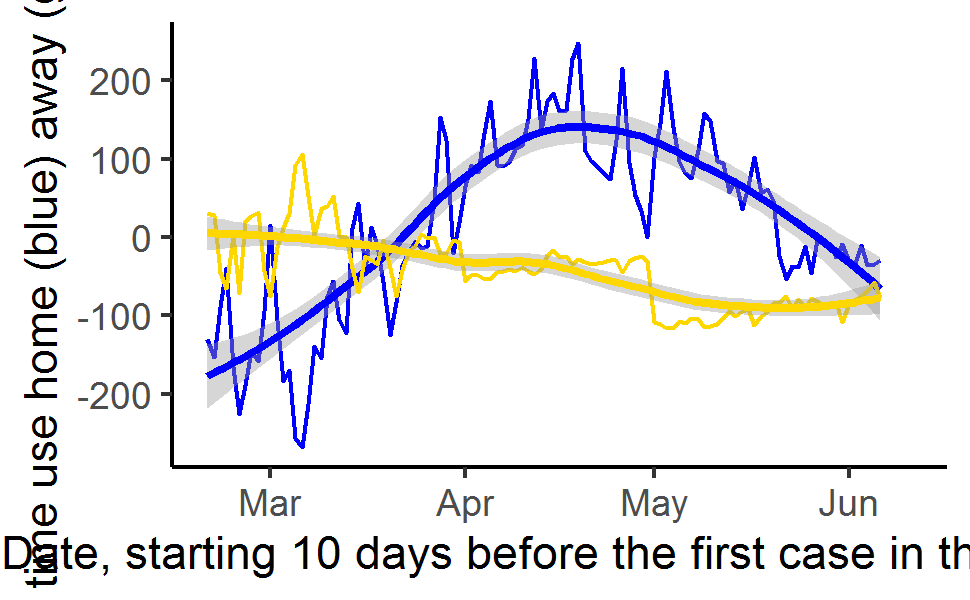 time use home (blue) away (
200
100
0
-100
-200
Mar Apr May Jun
Date, starting 10 days before the first case in th